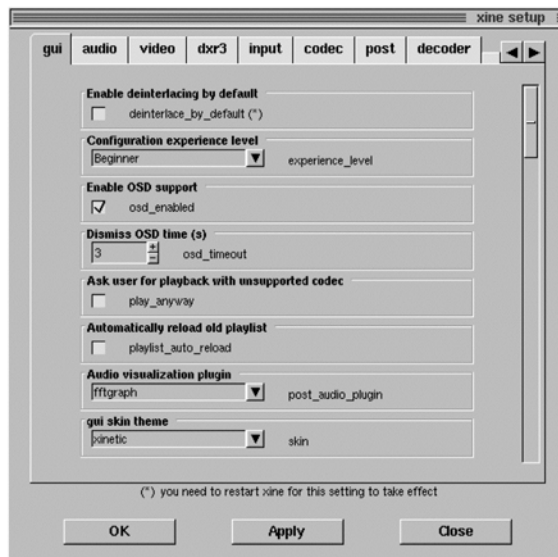 xine setup
gui audio video dxr3 input codec post decoder
Enable deinterlacing by default
deinterlace_by_default (*)
Configuration experience level
Beginner experience_level
Enable OSD support
osd_enabled
Dismiss OSD time (s)
3 osd_timeout
Ask user for playback with unsupported codec
play_anyway
Automatically reload old playlist
playlist_auto_reload
Audio visualization plugin
fftgraph post_audio_plugin
gui skin theme
xinetic skin
(*) you need to restart xine for this setting to take effect
OK Apply Close